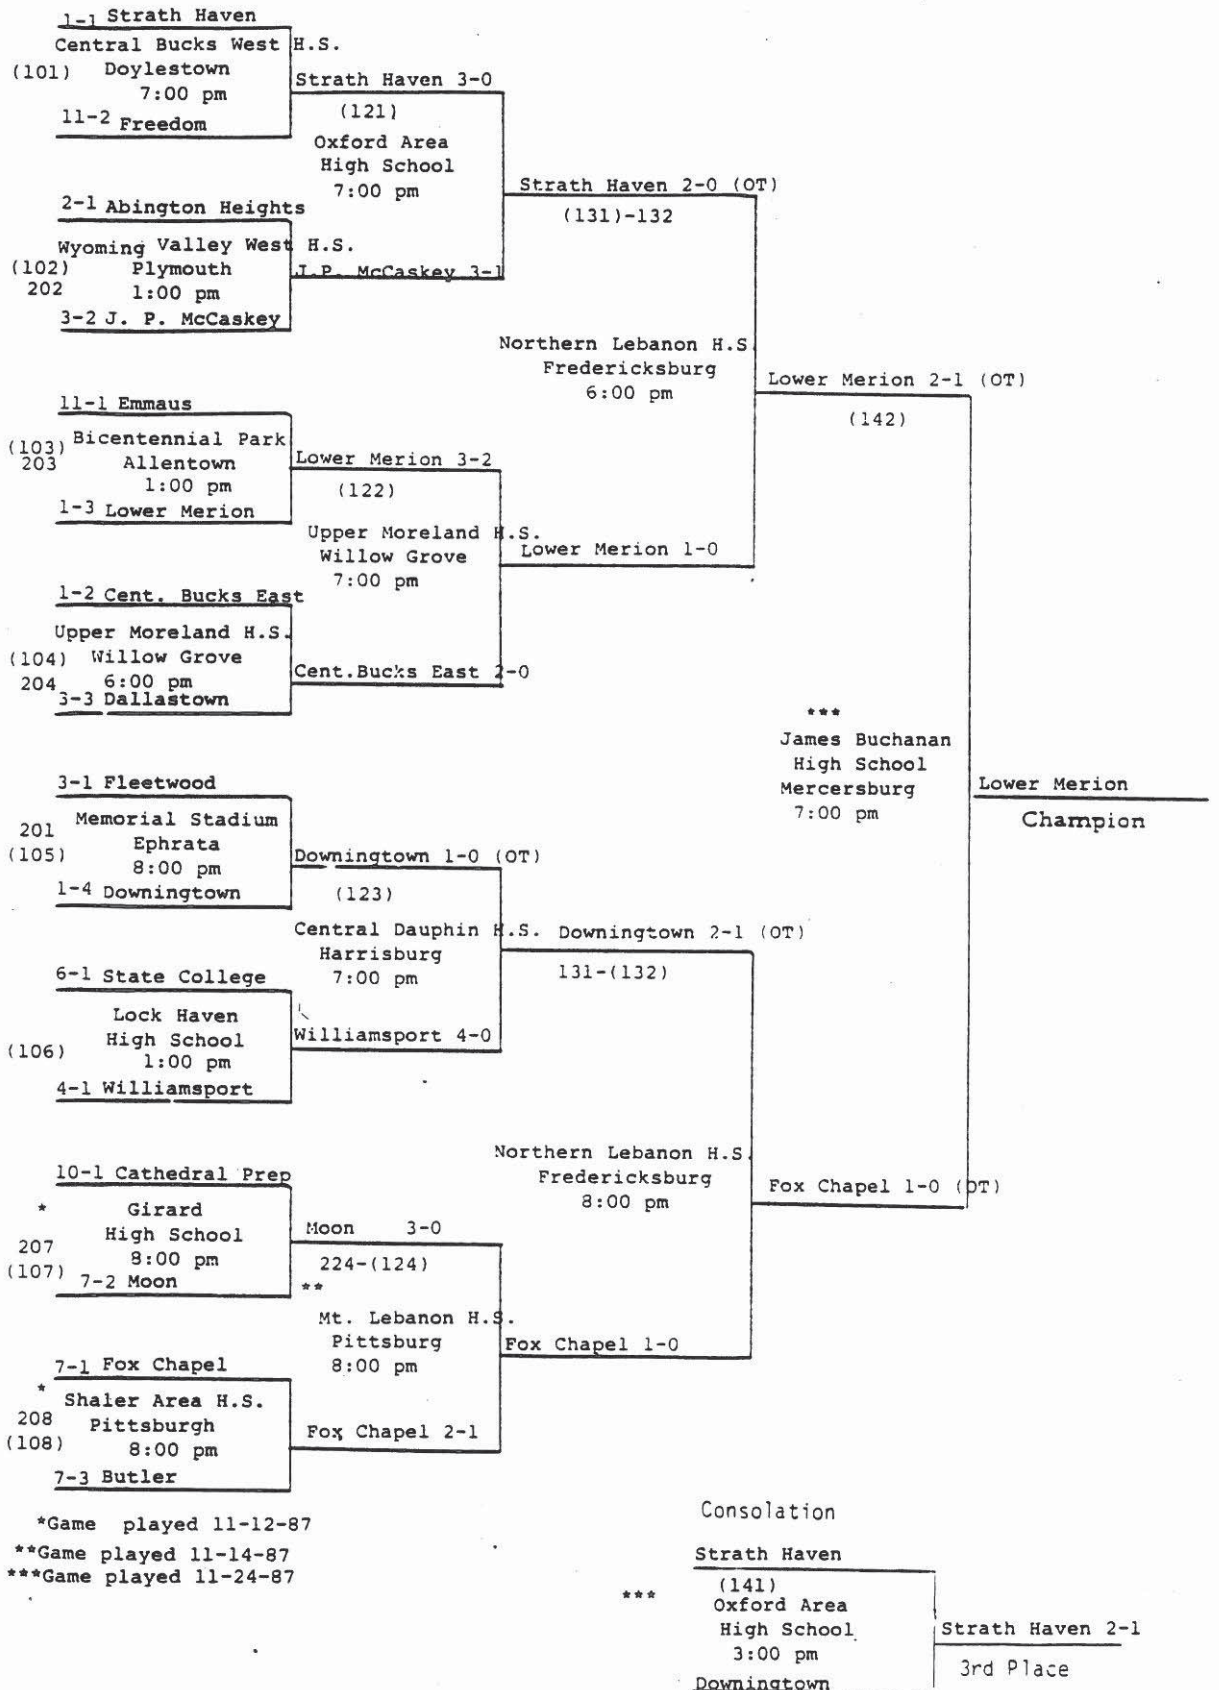 1-1 Strath Haven
Central Bucks West H.S.
(101) Doylestown
7:00 pm
11-2 Freedom
Strath Haven 3-0
(121)
Oxford Area
High School
7:00 pm
2-1 Abington Heights
Wyoming Valley West H.S.
(102) Plymouth
202 1:00 pm
3-2 J. P. McCaskey
J.P. McCaskey 3-1
Strath Haven 2-0 (OT)
(131)-132
Northern Lebanon H.S.
Fredericksburg
6:00 pm
11-1 Emmaus
(103) Bicentennial Park
203 Allentown
1:00 pm
1-3 Lower Merion
Lower Merion 3-2
(122)
Upper Moreland H.S.
Willow Grove
7:00 pm
Lower Merion 1-0
1-2 Cent. Bucks East
Upper Moreland H.S.
(104) Willow Grove
204 6:00 pm
3-3 Dallastown
Cent.Bucks East 2-0
Lower Merion 2-1 (OT)
(142)
***
James Buchanan
High School
Mercersburg
7:00 pm
Lower Merion
Champion
3-1 Fleetwood
201 Memorial Stadium
(105) Ephrata
8:00 pm
1-4 Downingtown
Downingtown 1-0 (OT)
(123)
Central Dauphin H.S.
Harrisburg
7:00 pm
Downingtown 2-1 (OT)
131-(132)
6-1 State College
Lock Haven
(106) High School
1:00 pm
4-1 Williamsport
Williamsport 4-0
Northern Lebanon H.S.
Fredericksburg
8:00 pm
Fox Chapel 1-0 (OT)
10-1 Cathedral Prep
* Girard
207 High School
(107) 8:00 pm
7-2 Moon
Moon 3-0
224-(124)
**
Mt. Lebanon H.S.
Pittsburg
8:00 pm
Fox Chapel 1-0
7-1 Fox Chapel
* Shaler Area H.S.
208 Pittsburgh
(108) 8:00 pm
7-3 Butler
Fox Chapel 2-1
*Game played 11-12-87
**Game played 11-14-87
***Game played 11-24-87
Consolation
Strath Haven
(141)
*** Oxford Area
High School
3:00 pm
Downingtown
Strath Haven 2-1
3rd Place